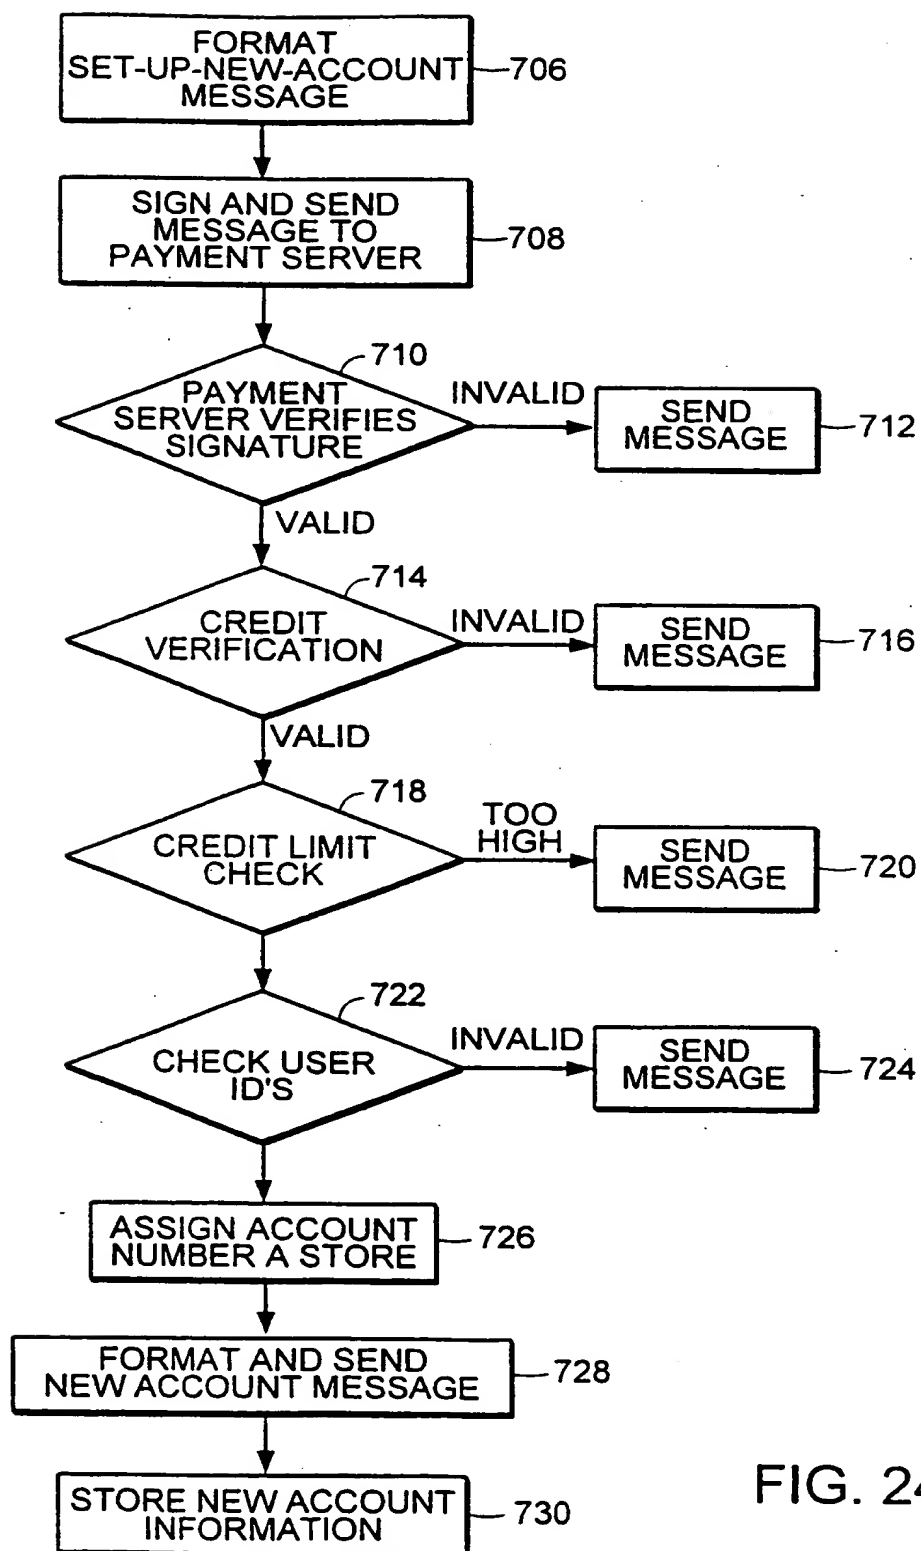 FORMAT
SET-UP-NEW-ACCOUNT
MESSAGE
706
SIGN AND SEND
MESSAGE TO
PAYMENT SERVER
708
710
PAYMENT
SERVER VERIFIES
SIGNATURE
INVALID
SEND
MESSAGE
712
VALID
714
CREDIT
VERIFICATION
INVALID
SEND
MESSAGE
716
VALID
718
CREDIT LIMIT
CHECK
TOO
HIGH
SEND
MESSAGE
720
722
CHECK USER
ID'S
INVALID
SEND
MESSAGE
724
ASSIGN ACCOUNT
NUMBER A STORE
726
FORMAT AND SEND
NEW ACCOUNT MESSAGE
728
STORE NEW ACCOUNT
INFORMATION
730
FIG. 24